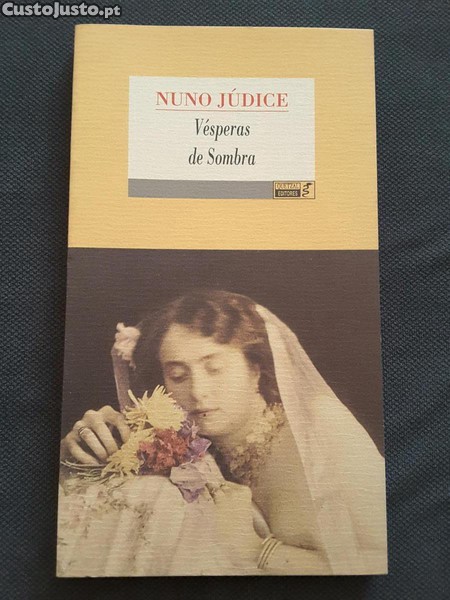 CustoJusto.pt
NUNO JÚDICE
Vésperas
de Sombra
QUETZAL
EDITORES